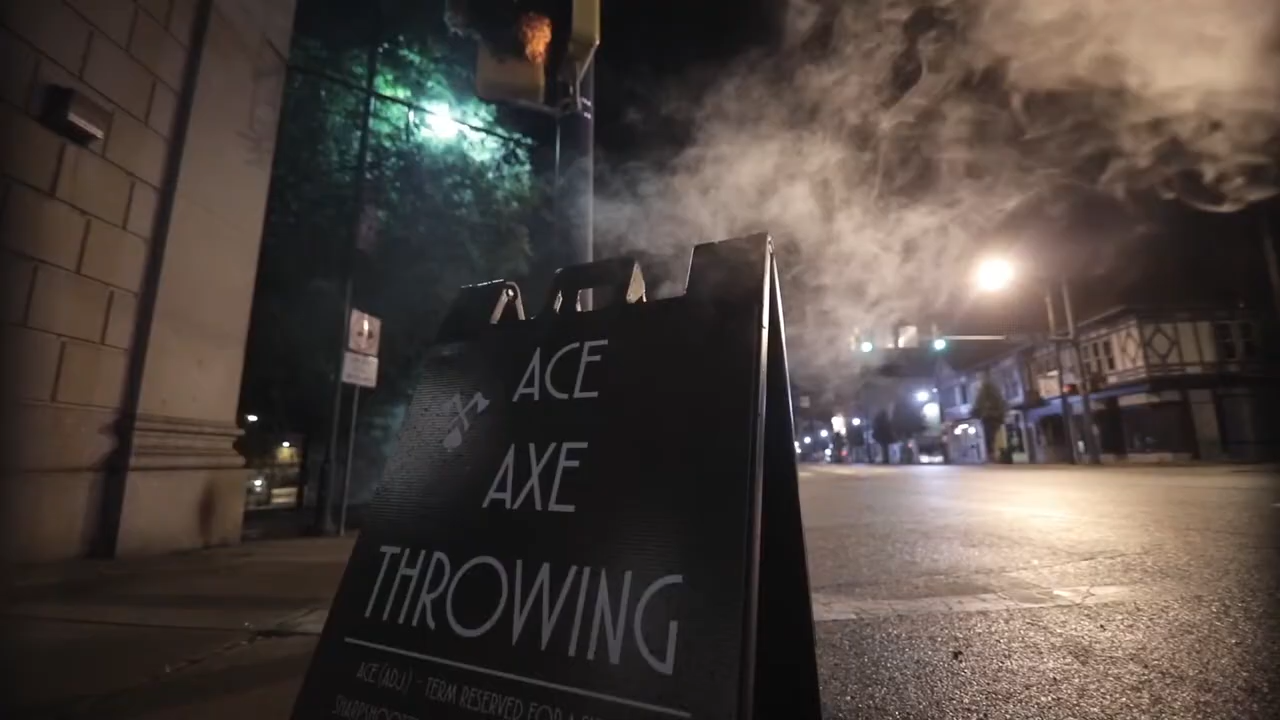 ACE
AXE
THROWING
ACE (ADJ.) - TERM RESERVED FOR A